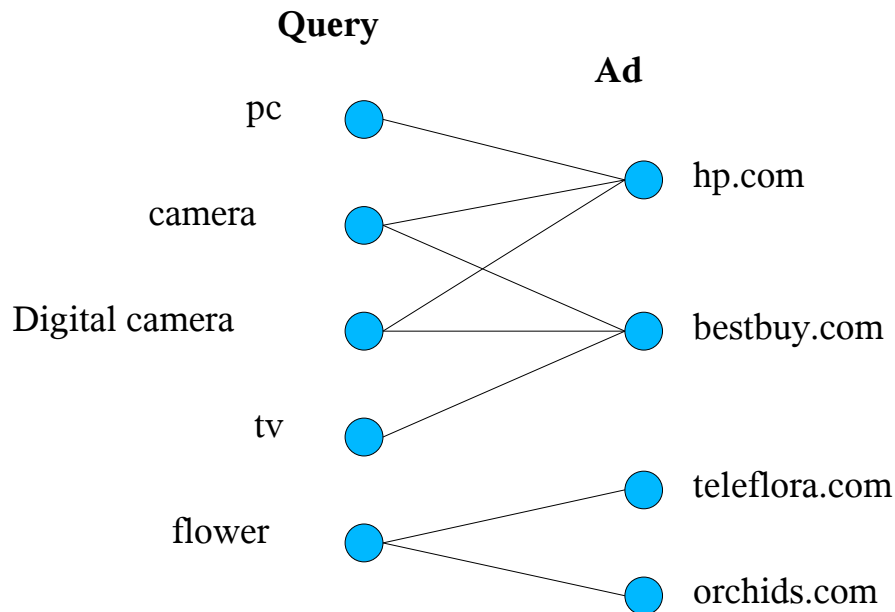 Query
Ad
pc
hp.com
camera
Digital camera
bestbuy.com
tv
teleflora.com
flower
orchids.com